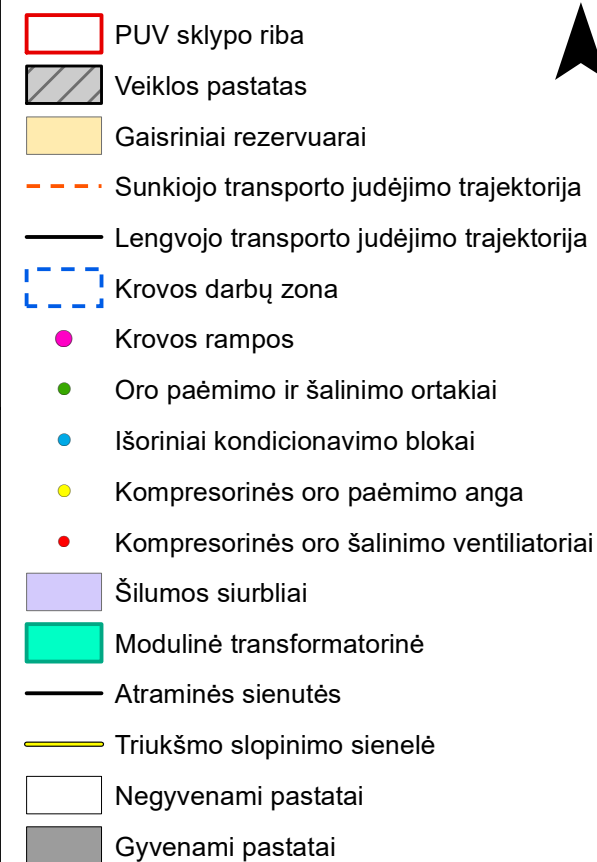 PUV sklypo riba
Veiklos pastatas
Gaisriniai rezervuarai
Sunkiojo transporto judėjimo trajektorija
Lengvojo transporto judėjimo trajektorija
Krovos darbų zona
Krovos rampos
Oro paėmimo ir šalinimo ortakiai
Išoriniai kondicionavimo blokai
Kompresorinės oro paėmimo anga
Kompresorinės oro šalinimo ventiliatoriai
Šilumos siurbliai
Modulinė transformatorinė
Atraminės sienutės
Triukšmo slopinimo sienelė
Negyvenami pastatai
Gyvenami pastatai